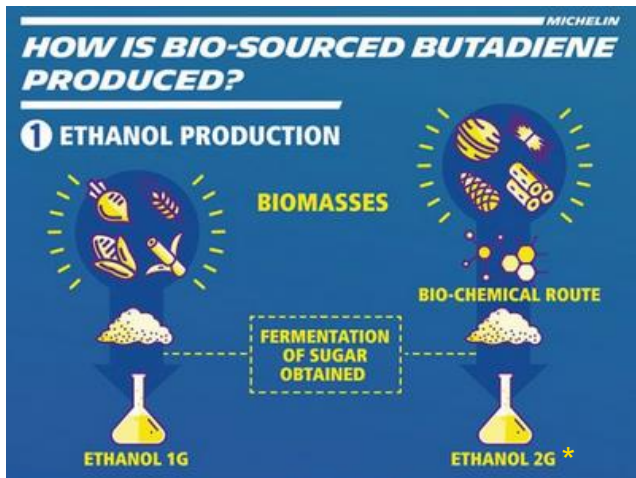 MICHELIN
HOW IS BIO-SOURCED BUTADIENE
PRODUCED?
1 ETHANOL PRODUCTION
BIOMASSES
BIO-CHEMICAL ROUTE
FERMENTATION
OF SUGAR
OBTAINED
ETHANOL 1G
ETHANOL 2G *